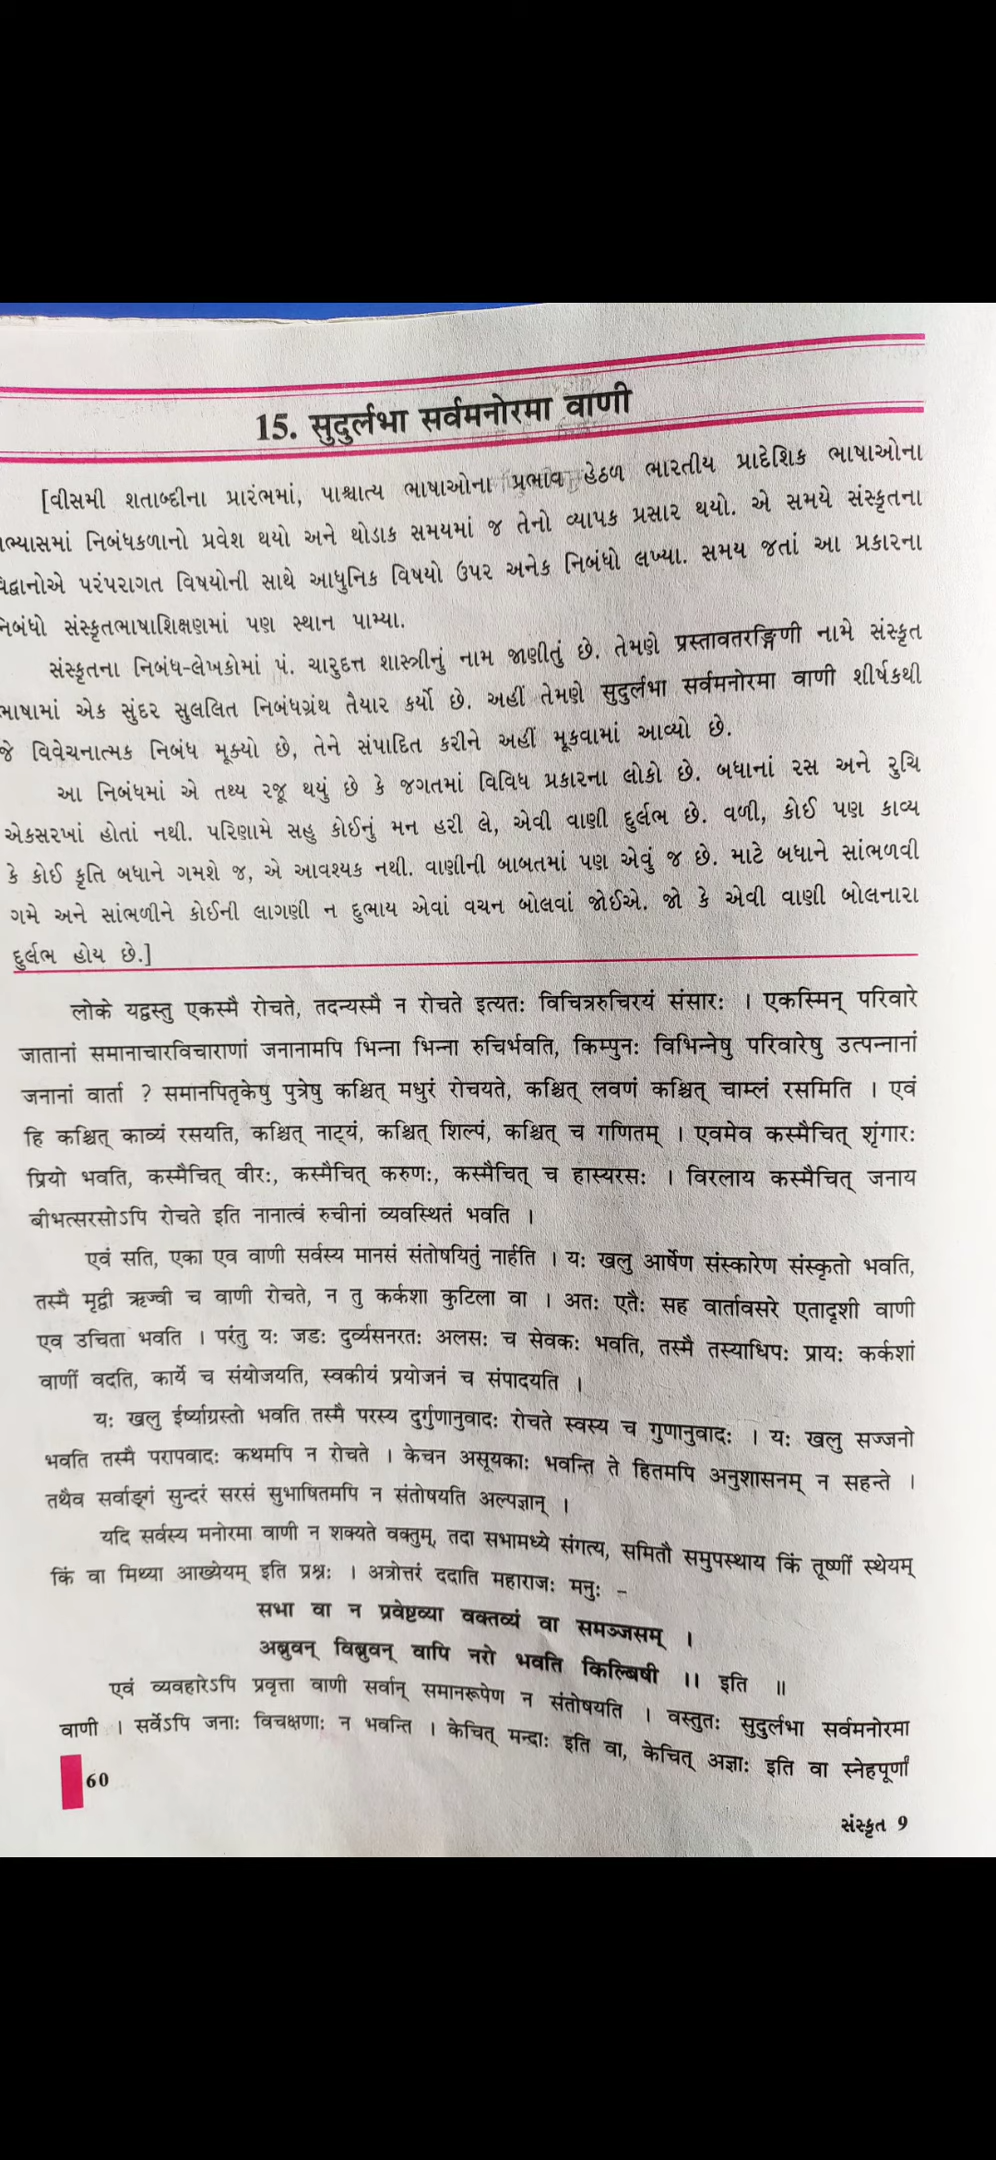 15. सुदुर्लभा सर्वमनोरमा वाणी
[વીસમી શતાબ્દીના પ્રારંભમાં, પાશ્ચાત્ય ભાષાઓના પ્રભાવ હેઠળ ભારતીય પ્રાદેશિક ભાષાઓના
ભ્યાસમાં નિબંધકળાનો પ્રવેશ થયો અને થોડાક સમયમાં જ તેનો વ્યાપક પ્રસાર થયો. એ સમયે સંસ્કૃતના
વિદ્વાનોએ પરંપરાગત વિષયોની સાથે આધુનિક વિષયો ઉપર અનેક નિબંધો લખ્યા. સમય જતાં આ પ્રકારના
નિબંધો સંસ્કૃતભાષાશિક્ષણમાં પણ સ્થાન પામ્યા.
સંસ્કૃતના નિબંધ-લેખકોમાં પં. ચારુદત્ત શાસ્ત્રીનું નામ જાણીતું છે. તેમણે प्रस्तावतरङ्गिणी નામે સંસ્કૃત
ભાષામાં એક સુંદર સુલલિત નિબંધગ્રંથ તૈયાર કર્યો છે. અહીં તેમણે सुदुर्लभा सर्वमनोरमा वाणी શીર્ષકથી
જે વિવેચનાત્મક નિબંધ મૂક્યો છે, તેને સંપાદિત કરીને અહીં મૂકવામાં આવ્યો છે.
આ નિબંધમાં એ તથ્ય રજૂ થયું છે કે જગતમાં વિવિધ પ્રકારના લોકો છે. બધાનાં રસ અને રુચિ
એકસરખાં હોતાં નથી. પરિણામે સહુ કોઈનું મન હરી લે, એવી વાણી દુર્લભ છે. વળી, કોઈ પણ કાવ્ય
કે કોઈ કૃતિ બધાને ગમશે જ, એ આવશ્યક નથી. વાણીની બાબતમાં પણ એવું જ છે. માટે બધાને સાંભળવી
ગમે અને સાંભળીને કોઈની લાગણી ન દુભાય એવાં વચન બોલવાં જોઈએ. જો કે એવી વાણી બોલનારા
દુર્લભ હોય છે.]
लोके यद्वस्तु एकस्मै रोचते, तदन्यस्मै न रोचते इत्यतः विचित्ररुचिरयं संसारः । एकस्मिन् परिवारे
जातानां समानाचारविचाराणां जनानामपि भिन्ना भिन्ना रुचिर्भवति, किम्पुनः विभिन्नेषु परिवारेषु उत्पन्नानां
जनानां वार्ता ? समानपितृकेषु पुत्रेषु कश्चित् मधुरं रोचयते, कश्चित् लवणं कश्चित् चाम्लं रसमिति । एवं
हि कश्चित् काव्यं रसयति, कश्चित् नाट्यं, कश्चित् शिल्पं, कश्चित् च गणितम् । एवमेव कस्मैचित् शृंगारः
प्रियो भवति, कस्मैचित् वीरः, कस्मैचित् करुणः, कस्मैचित् च हास्यरसः । विरलाय कस्मैचित् जनाय
बीभत्सरसोऽपि रोचते इति नानात्वं रुचीनां व्यवस्थितं भवति ।
एवं सति, एका एव वाणी सर्वस्य मानसं संतोषयितुं नार्हति । यः खलु आर्षेण संस्कारेण संस्कृतो भवति,
तस्मै मृद्वी ऋज्वी च वाणी रोचते, न तु कर्कशा कुटिला वा । अतः एतैः सह वार्तावसरे एतादृशी वाणी
एव उचिता भवति । परंतु यः जडः दुर्व्यसनरतः अलसः च सेवकः भवति, तस्मै तस्याधिपः प्रायः कर्कशां
वाणीं वदति, कार्ये च संयोजयति, स्वकीयं प्रयोजनं च संपादयति ।
यः खलु ईर्ष्याग्रस्तो भवति तस्मै परस्य दुर्गुणानुवादः रोचते स्वस्य च गुणानुवादः । यः खलु सज्जनो
भवति तस्मै परापवादः कथमपि न रोचते । केचन असूयकाः भवन्ति ते हितमपि अनुशासनम् न सहन्ते ।
तथैव सर्वाङ्गं सुन्दरं सरसं सुभाषितमपि न संतोषयति अल्पज्ञान् ।
यदि सर्वस्य मनोरमा वाणी न शक्यते वक्तुम्, तदा सभामध्ये संगत्य, समितौ समुपस्थाय किं तूष्णीं स्थेयम्
किं वा मिथ्या आख्येयम् इति प्रश्नः । अत्रोत्तरं ददाति महाराजः मनुः -
सभा वा न प्रवेष्टव्या वक्तव्यं वा समञ्जसम् ।
अब्रुवन् विब्रुवन् वापि नरो भवति किल्बिषी ।। इति ॥
एवं व्यवहारेऽपि प्रवृत्ता वाणी सर्वान् समानरूपेण न संतोषयति । वस्तुतः सुदुर्लभा सर्वमनोरमा
वाणी । सर्वेऽपि जनाः विचक्षणाः न भवन्ति । केचित् मन्दाः इति वा, केचित् अज्ञाः इति वा स्नेहपूर्णां
60
સંસ્કૃત 9